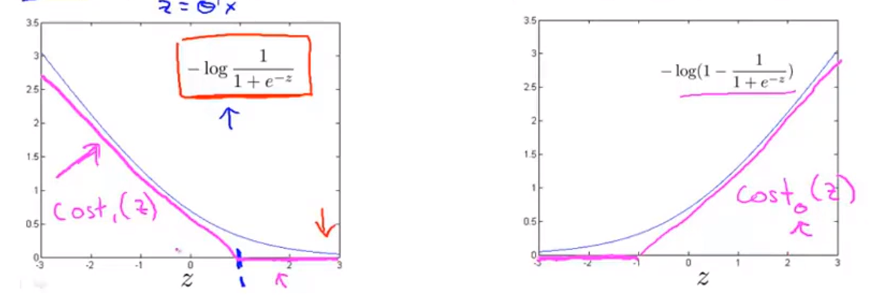 z = θᵀx
3.5
3
2.5
2
1.5
1
0.5
0
-3 -2 -1 0 1 2 3
z
-log 1/(1 + e^{-z})
cost₁(z)
1
3.5
3
2.5
2
1.5
1
0.5
0
-3 -2 -1 0 1 2 3
z
-log(1 - 1/(1 + e^{-z}))
cost₀(z)